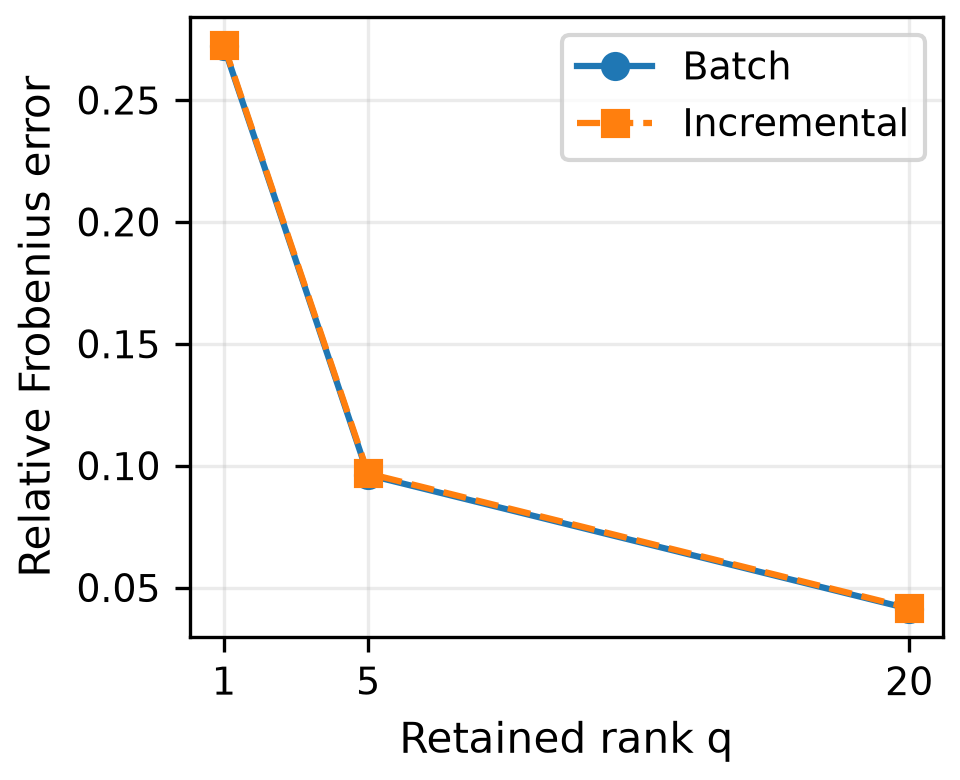 Relative Frobenius error
0.25
0.20
0.15
0.10
0.05
Batch
Incremental
1
5
20
Retained rank q